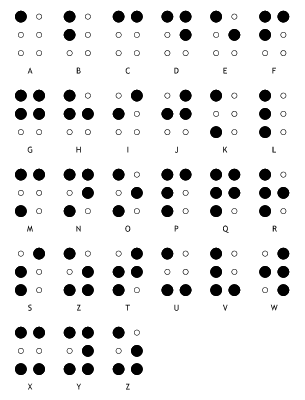 A B C D E F
G H I J K L
M N O P Q R
S Z T U V W
X Y Z